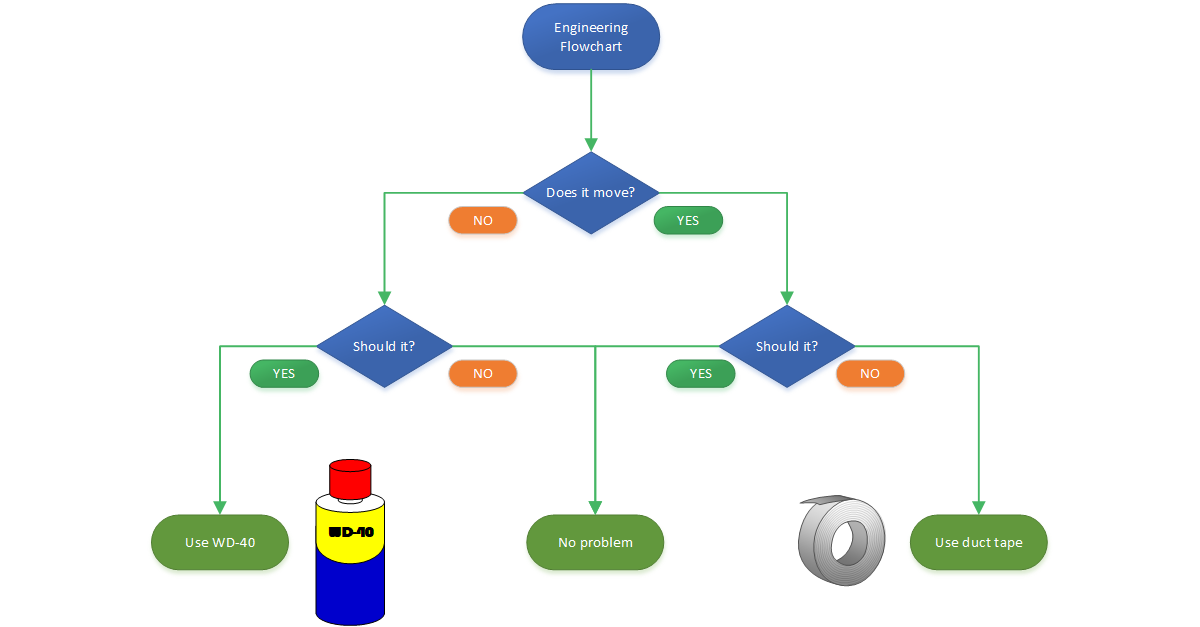 Engineering
Flowchart
Does it move?
NO
YES
Should it?
Should it?
YES
NO
YES
NO
WD-40
Use WD-40
No problem
Use duct tape